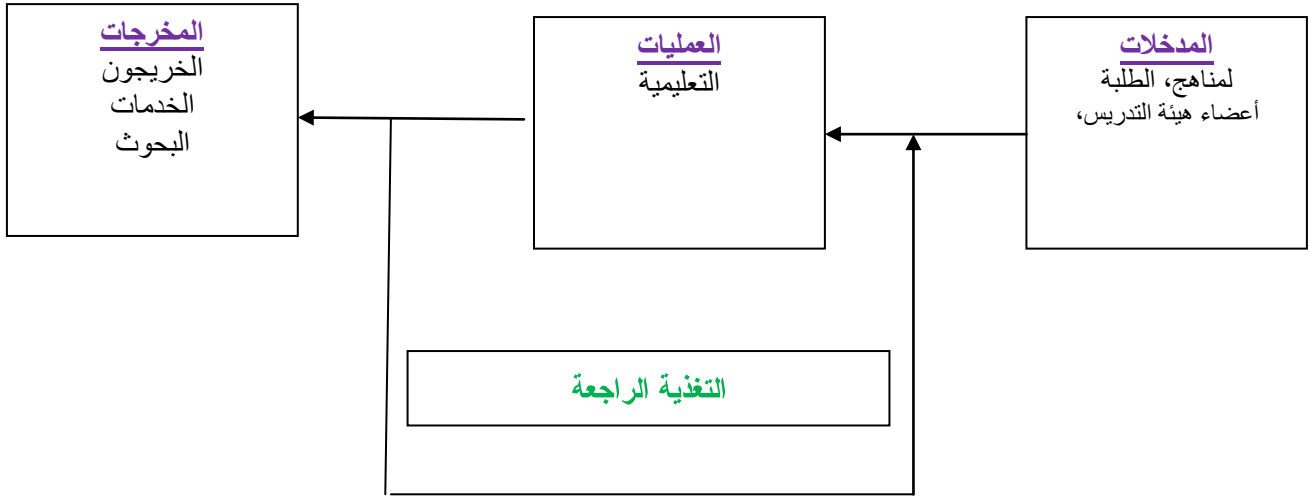 المدخلات
لمناهج، الطلبة
أعضاء هيئة التدريس،
العمليات
التعليمية
المخرجات
الخريجون
الخدمات
البحوث
التغذية الراجعة